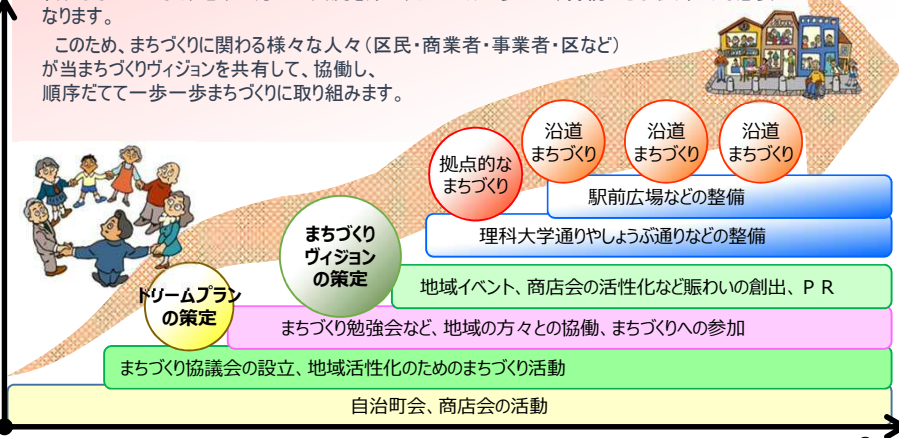 なります。
このため、まちづくりに関わる様々な人々（区民・商業者・事業者・区など）
が当まちづくりヴィジョンを共有して、協働し、
順序だてて一歩一歩まちづくりに取り組みます。
沿道
まちづくり
沿道
まちづくり
沿道
まちづくり
拠点的な
まちづくり
駅前広場などの整備
理科大学通りやしょうぶ通りなどの整備
まちづくり
ヴィジョン
の策定
地域イベント、商店会の活性化など賑わいの創出、ＰＲ
ドリームプラン
の策定
まちづくり勉強会など、地域の方々との協働、まちづくりへの参加
まちづくり協議会の設立、地域活性化のためのまちづくり活動
自治町会、商店会の活動